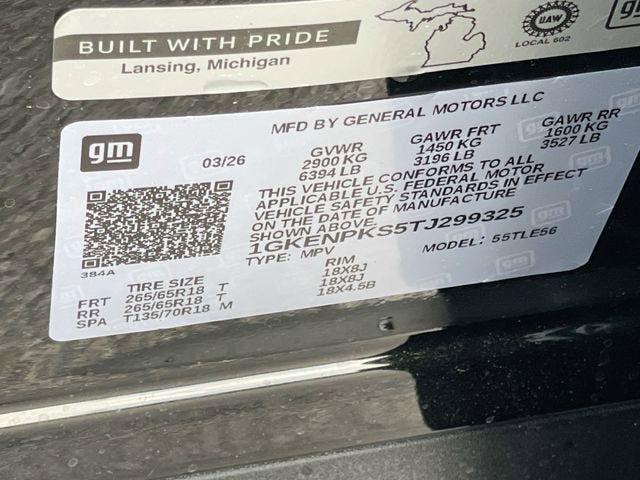 BUILT WITH PRIDE
Lansing, Michigan
UAW
LOCAL 602
gm
gm
MFD BY GENERAL MOTORS LLC
03/26
GVWR GAWR FRT GAWR RR
2900 KG 1450 KG 1600 KG
6394 LB 3196 LB 3527 LB
THIS VEHICLE CONFORMS TO ALL
APPLICABLE U.S. FEDERAL MOTOR
VEHICLE SAFETY STANDARDS IN EFFECT
ON THE DATE OF MANUFACTURE
SHOWN ABOVE
1GKENPKS5TJ299325
TYPE: MPV MODEL: 55TLE56
384A
TIRE SIZE RIM
FRT 265/65R18 T 18X8J
RR 265/65R18 T 18X8J
SPA T135/70R18 M 18X4.5B